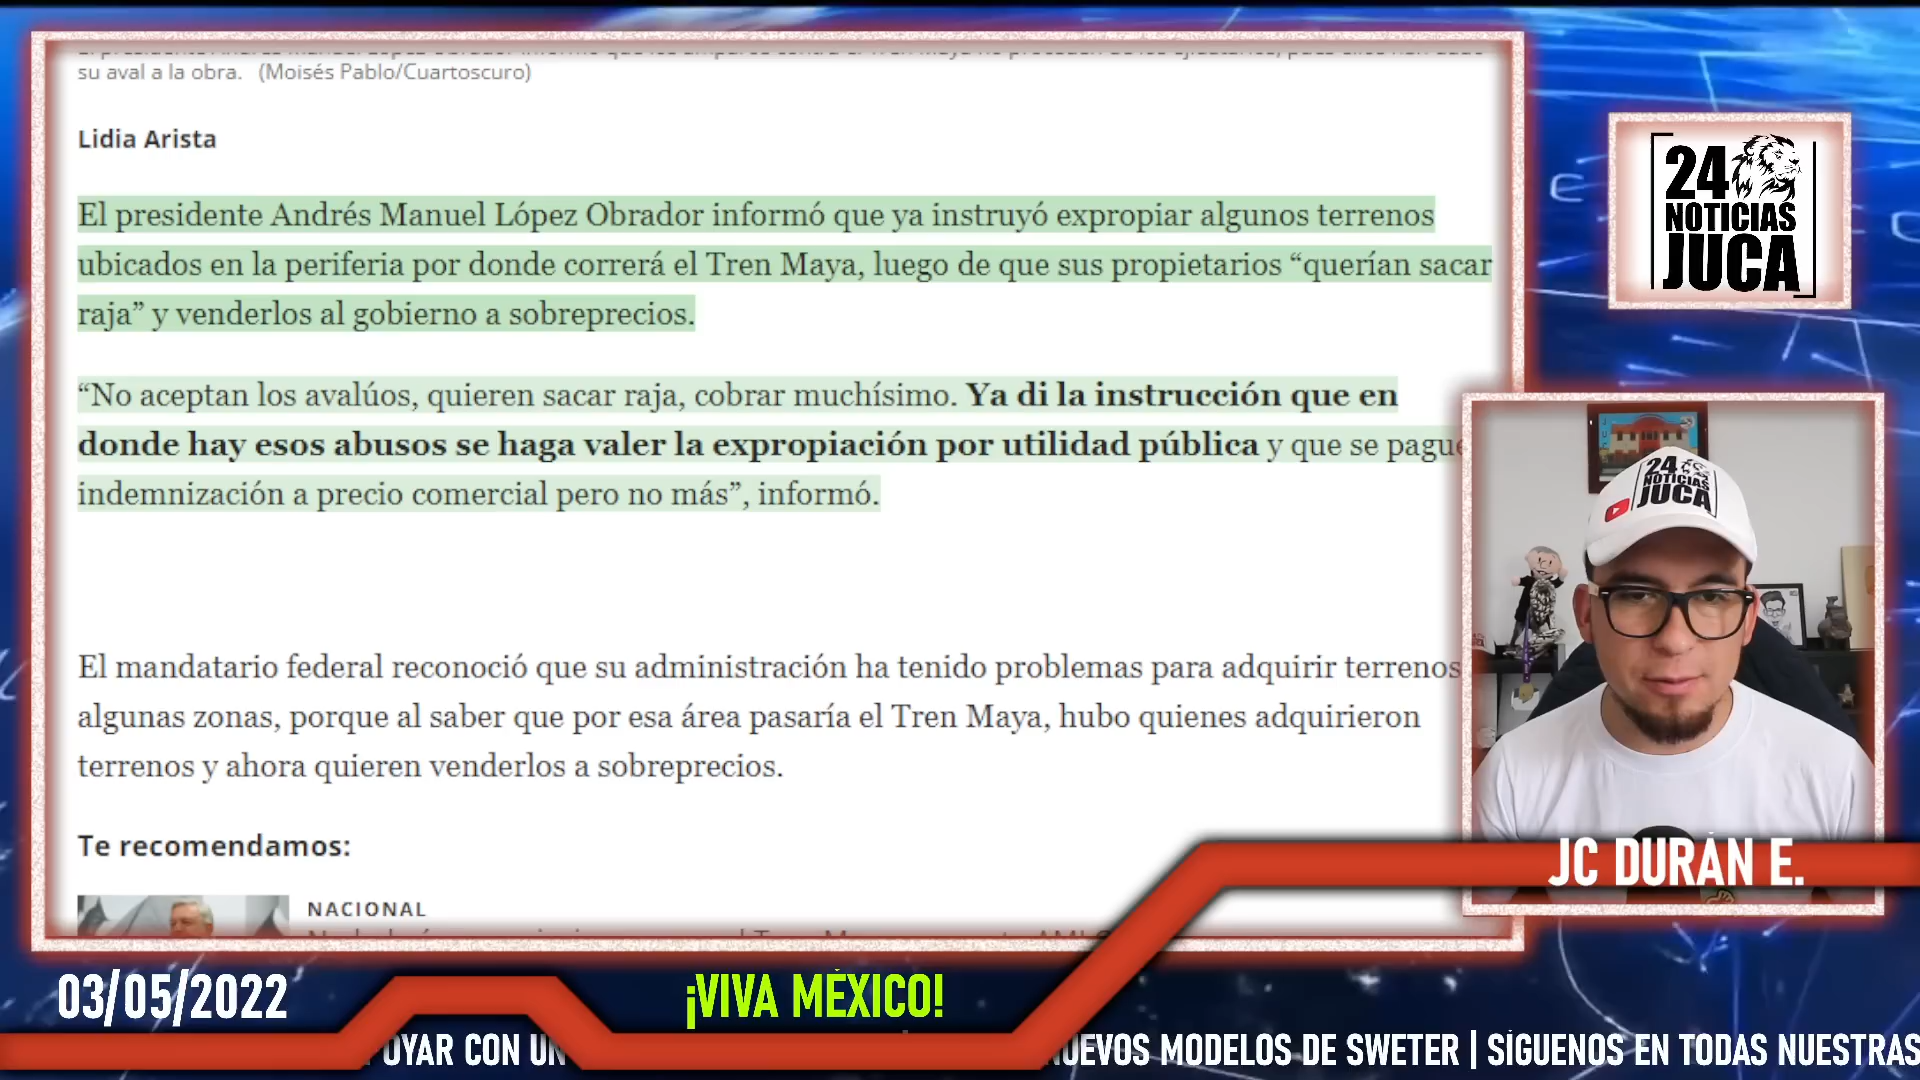 su aval a la obra. (Moisés Pablo/Cuartoscuro)
Lidia Arista
El presidente Andrés Manuel López Obrador informó que ya instruyó expropiar algunos terrenos
ubicados en la periferia por donde correrá el Tren Maya, luego de que sus propietarios “querían sacar
raja” y venderlos al gobierno a sobreprecios.
“No aceptan los avalúos, quieren sacar raja, cobrar muchísimo. Ya di la instrucción que en
donde hay esos abusos se haga valer la expropiación por utilidad pública y que se pague
indemnización a precio comercial pero no más”, informó.
El mandatario federal reconoció que su administración ha tenido problemas para adquirir terrenos
algunas zonas, porque al saber que por esa área pasaría el Tren Maya, hubo quienes adquirieron
terrenos y ahora quieren venderlos a sobreprecios.
Te recomendamos:
NACIONAL
24
NOTICIAS
JUCA
24
NOTICIAS
JUCA
JC DURÁN E.
03/05/2022
¡VIVA MÉXICO!
OYAR CON UN
NUEVOS MODELOS DE SWETER | SÍGUENOS EN TODAS NUESTRAS